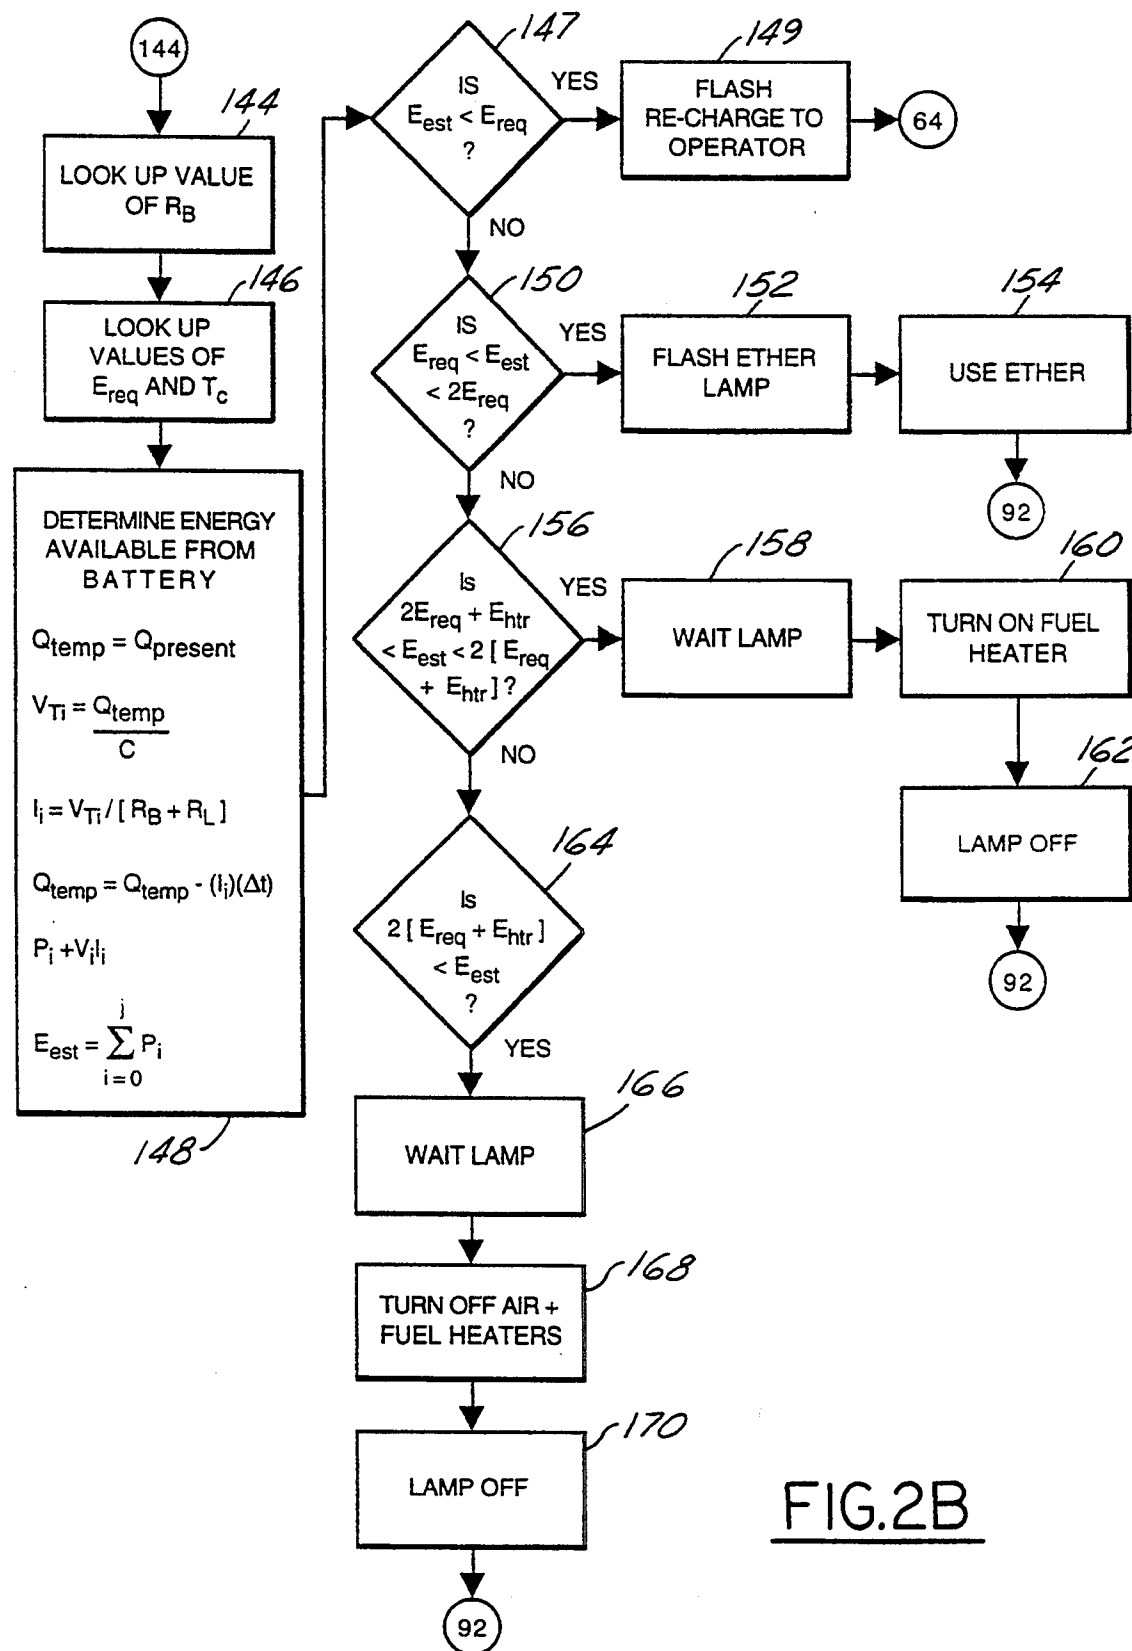 144
144
LOOK UP VALUE
OF R_B
146
LOOK UP
VALUES OF
E_req AND T_c
DETERMINE ENERGY
AVAILABLE FROM
BATTERY
Q_temp = Q_present
V_Ti = Q_temp
C
I_i = V_Ti / [ R_B + R_L ]
Q_temp = Q_temp - (I_i)(Δt)
P_i + V_i I_i
j
E_est = ∑ P_i
i = 0
148
147
IS
E_est < E_req
?
YES
149
FLASH
RE-CHARGE TO
OPERATOR
64
NO
150
IS
E_req < E_est
< 2E_req
?
YES
152
FLASH ETHER
LAMP
154
USE ETHER
92
NO
156
Is
2E_req + E_htr
< E_est < 2 [ E_req
+ E_htr ] ?
YES
158
WAIT LAMP
160
TURN ON FUEL
HEATER
162
LAMP OFF
92
NO
164
Is
2 [ E_req + E_htr ]
< E_est
?
YES
166
WAIT LAMP
168
TURN OFF AIR +
FUEL HEATERS
170
LAMP OFF
92
FIG.2B